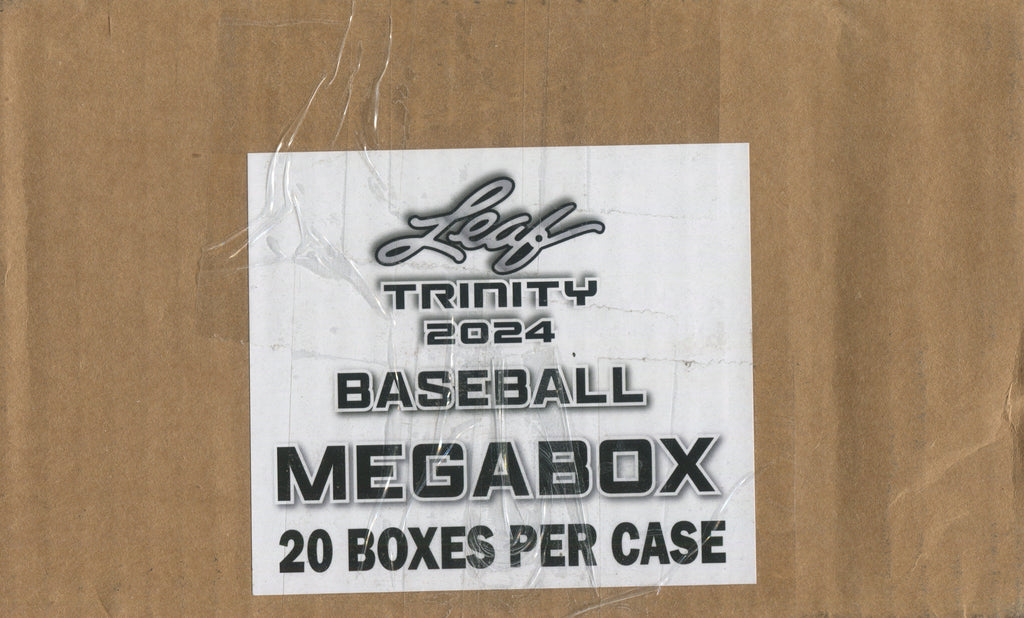 Leaf
TRINITY
2024
BASEBALL
MEGABOX
20 BOXES PER CASE